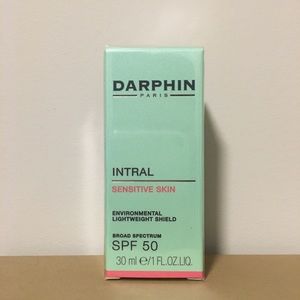 DARPHIN
PARIS
INTRAL
SENSITIVE SKIN
ENVIRONMENTAL
LIGHTWEIGHT SHIELD
BROAD SPECTRUM
SPF 50
30 ml ℮/1 FL.OZ.LIQ.